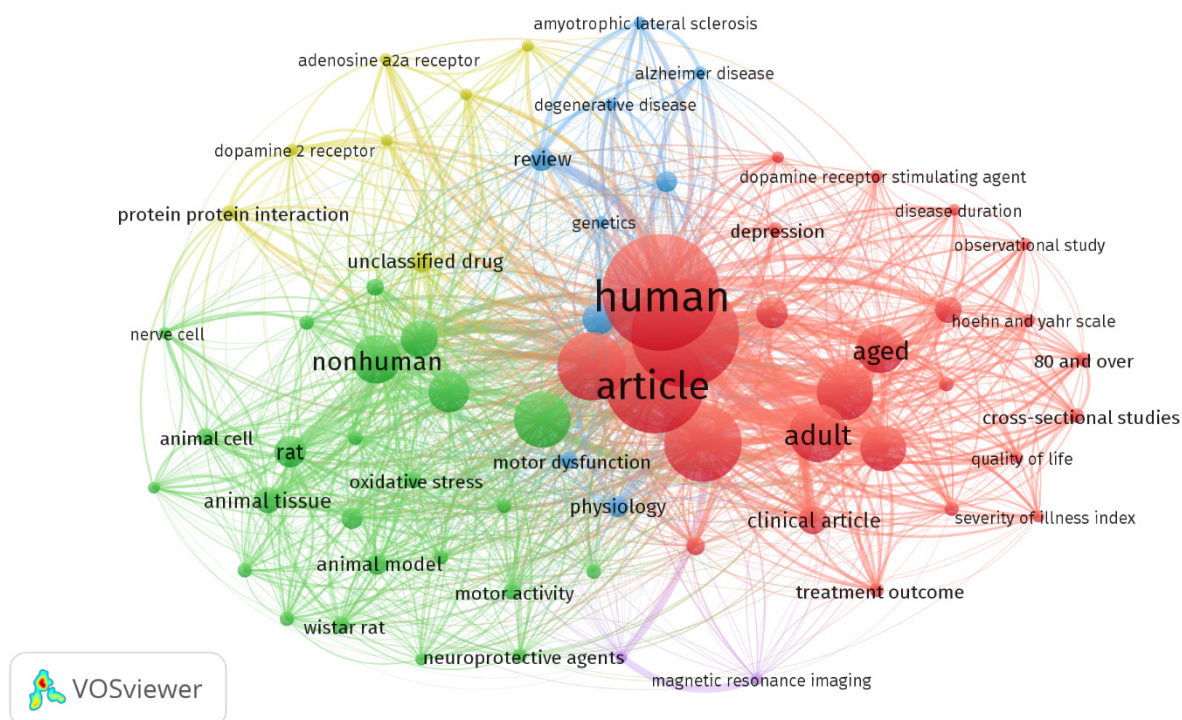 amyotrophic lateral sclerosis
adenosine a2a receptor
alzheimer disease
degenerative disease
dopamine 2 receptor
review
dopamine receptor stimulating agent
protein protein interaction
genetics
depression
disease duration
observational study
unclassified drug
human
nerve cell
nonhuman
article
aged
hoehn and yahr scale
80 and over
cross-sectional studies
animal cell
rat
adult
motor dysfunction
quality of life
oxidative stress
animal tissue
physiology
clinical article
severity of illness index
animal model
motor activity
treatment outcome
wistar rat
neuroprotective agents
magnetic resonance imaging
VOSviewer